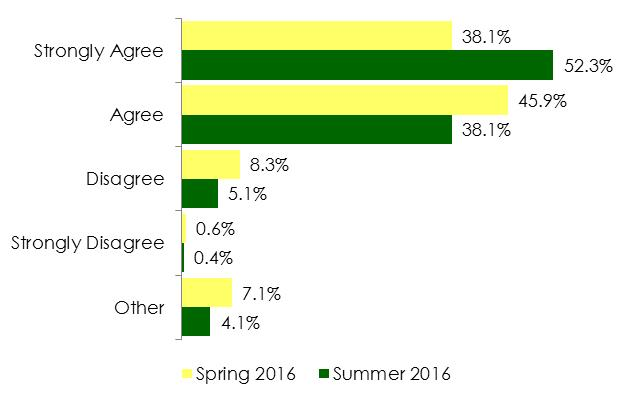 Strongly Agree
38.1%
52.3%
Agree
45.9%
38.1%
Disagree
8.3%
5.1%
Strongly Disagree
0.6%
0.4%
Other
7.1%
4.1%
Spring 2016 Summer 2016